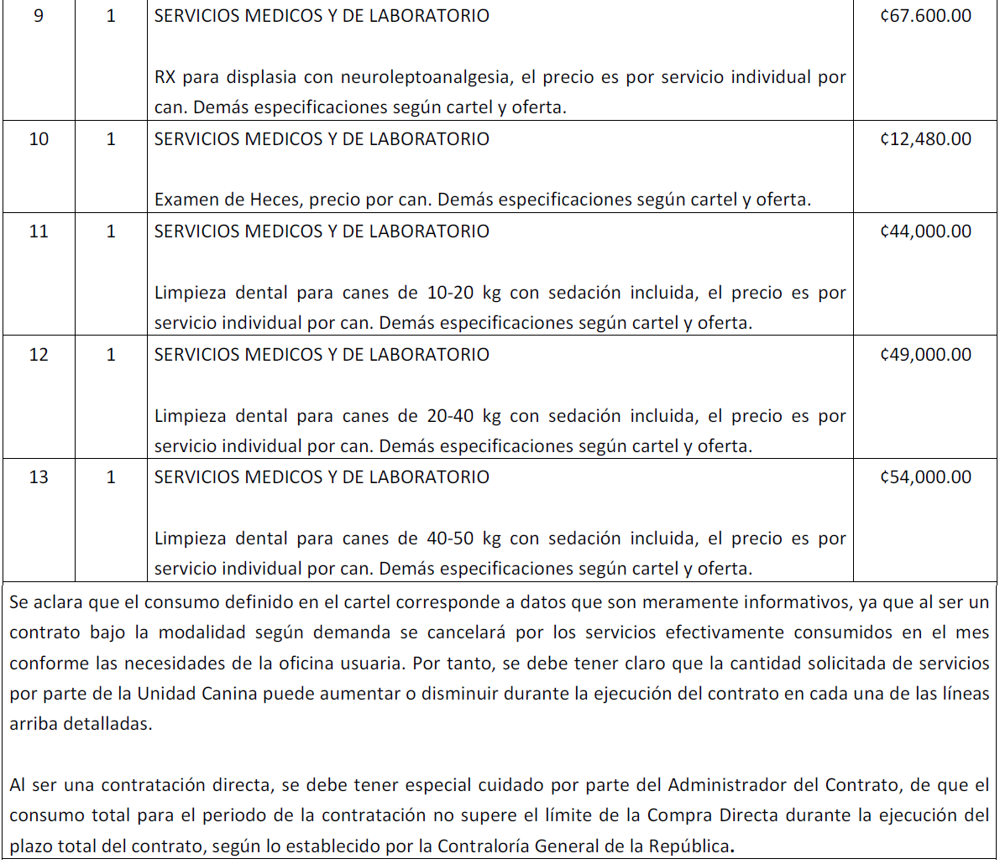 9 1 SERVICIOS MEDICOS Y DE LABORATORIO ¢67.600.00
RX para displasia con neuroleptoanalgesia, el precio es por servicio individual por
can. Demás especificaciones según cartel y oferta.
10 1 SERVICIOS MEDICOS Y DE LABORATORIO ¢12,480.00
Examen de Heces, precio por can. Demás especificaciones según cartel y oferta.
11 1 SERVICIOS MEDICOS Y DE LABORATORIO ¢44,000.00
Limpieza dental para canes de 10-20 kg con sedación incluida, el precio es por
servicio individual por can. Demás especificaciones según cartel y oferta.
12 1 SERVICIOS MEDICOS Y DE LABORATORIO ¢49,000.00
Limpieza dental para canes de 20-40 kg con sedación incluida, el precio es por
servicio individual por can. Demás especificaciones según cartel y oferta.
13 1 SERVICIOS MEDICOS Y DE LABORATORIO ¢54,000.00
Limpieza dental para canes de 40-50 kg con sedación incluida, el precio es por
servicio individual por can. Demás especificaciones según cartel y oferta.
Se aclara que el consumo definido en el cartel corresponde a datos que son meramente informativos, ya que al ser un
contrato bajo la modalidad según demanda se cancelará por los servicios efectivamente consumidos en el mes
conforme las necesidades de la oficina usuaria. Por tanto, se debe tener claro que la cantidad solicitada de servicios
por parte de la Unidad Canina puede aumentar o disminuir durante la ejecución del contrato en cada una de las líneas
arriba detalladas.
Al ser una contratación directa, se debe tener especial cuidado por parte del Administrador del Contrato, de que el
consumo total para el periodo de la contratación no supere el límite de la Compra Directa durante la ejecución del
plazo total del contrato, según lo establecido por la Contraloría General de la República.